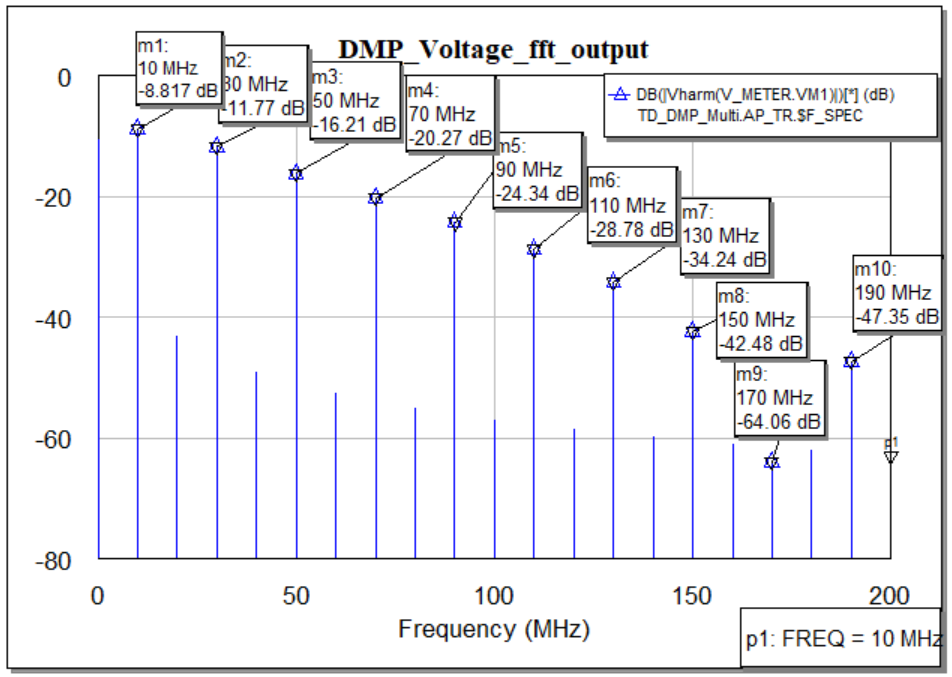 DMP_Voltage_fft_output
m1:
10 MHz
-8.817 dB
m2:
30 MHz
-11.77 dB
m3:
50 MHz
-16.21 dB
m4:
70 MHz
-20.27 dB
m5:
90 MHz
-24.34 dB
m6:
110 MHz
-28.78 dB
m7:
130 MHz
-34.24 dB
m8:
150 MHz
-42.48 dB
m9:
170 MHz
-64.06 dB
m10:
190 MHz
-47.35 dB
DB(|Vharm(V_METER.VM1)|)[*] (dB)
TD_DMP_Multi.AP_TR.$F_SPEC
0
-20
-40
-60
-80
p1
0
50
100
150
200
Frequency (MHz)
p1: FREQ = 10 MHz